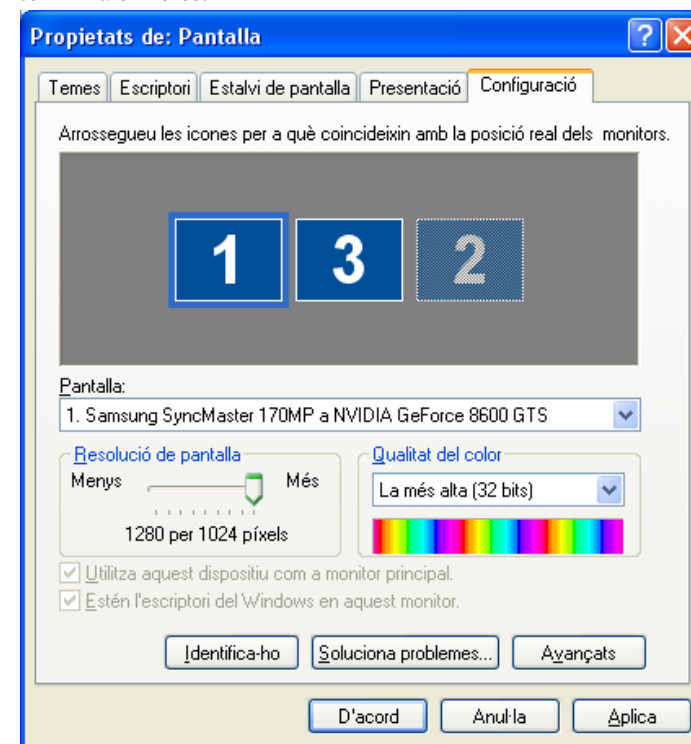 Propietats de: Pantalla
Temes Escriptori Estalvi de pantalla Presentació Configuració
Arrossegueu les icones per a què coincideixin amb la posició real dels monitors.
1 3 2
Pantalla:
1. Samsung SyncMaster 170MP a NVIDIA GeForce 8600 GTS
Resolució de pantalla Qualitat del color
Menys Més La més alta (32 bits)
1280 per 1024 píxels
Utilitza aquest dispositiu com a monitor principal.
Estén l'escriptori del Windows en aquest monitor.
Identifica-ho Soluciona problemes... Avançats
D'acord Anul·la Aplica